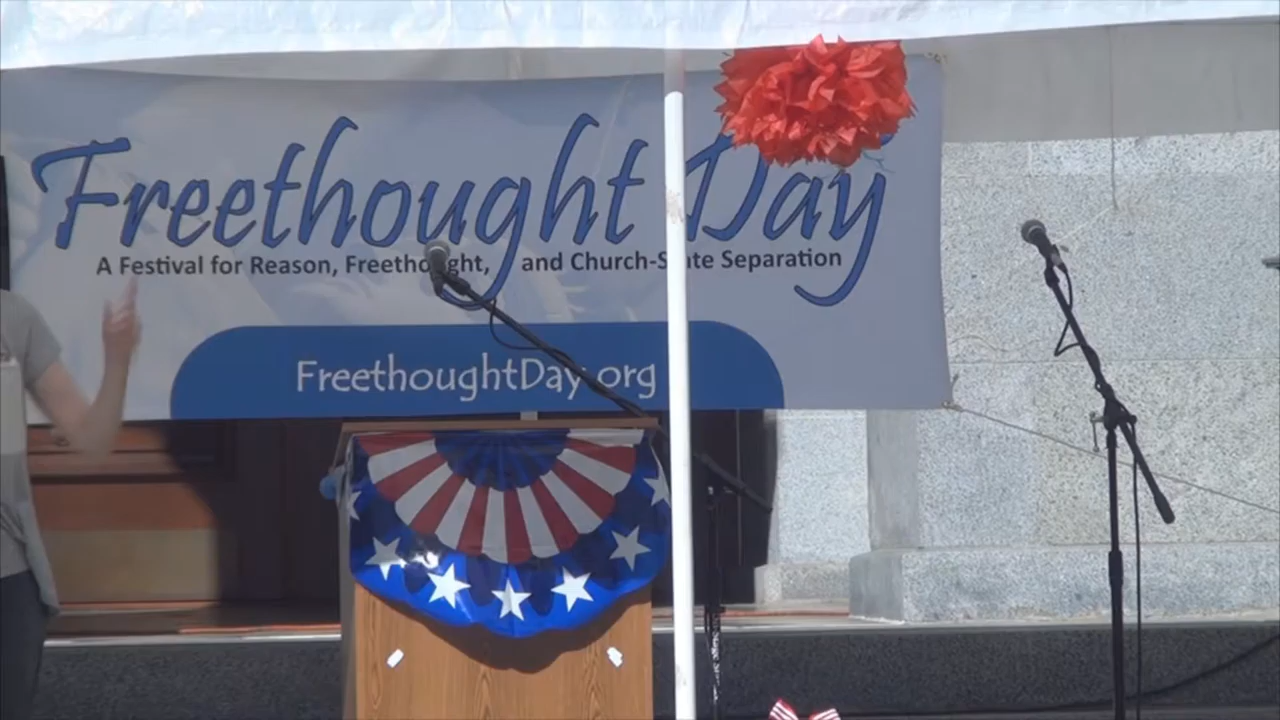 Freethought Day
A Festival for Reason, Freethought, and Church-State Separation
FreethoughtDay.org